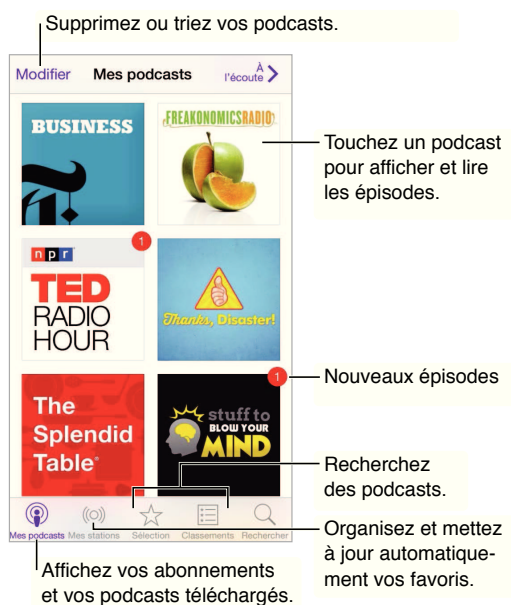 Supprimez ou triez vos podcasts.
Modifier Mes podcasts À l'écoute
BUSINESS
FREAKONOMICSRADIO
Touchez un podcast
pour afficher et lire
les épisodes.
npr 1
TED
RADIO
HOUR
Thanks, Disaster!
Nouveaux épisodes
1
The
Splendid
Table
stuff to
BLOW YOUR
MIND
Recherchez
des podcasts.
Mes podcasts Mes stations Sélection Classements Rechercher
Organisez et mettez
à jour automatique-
ment vos favoris.
Affichez vos abonnements
et vos podcasts téléchargés.